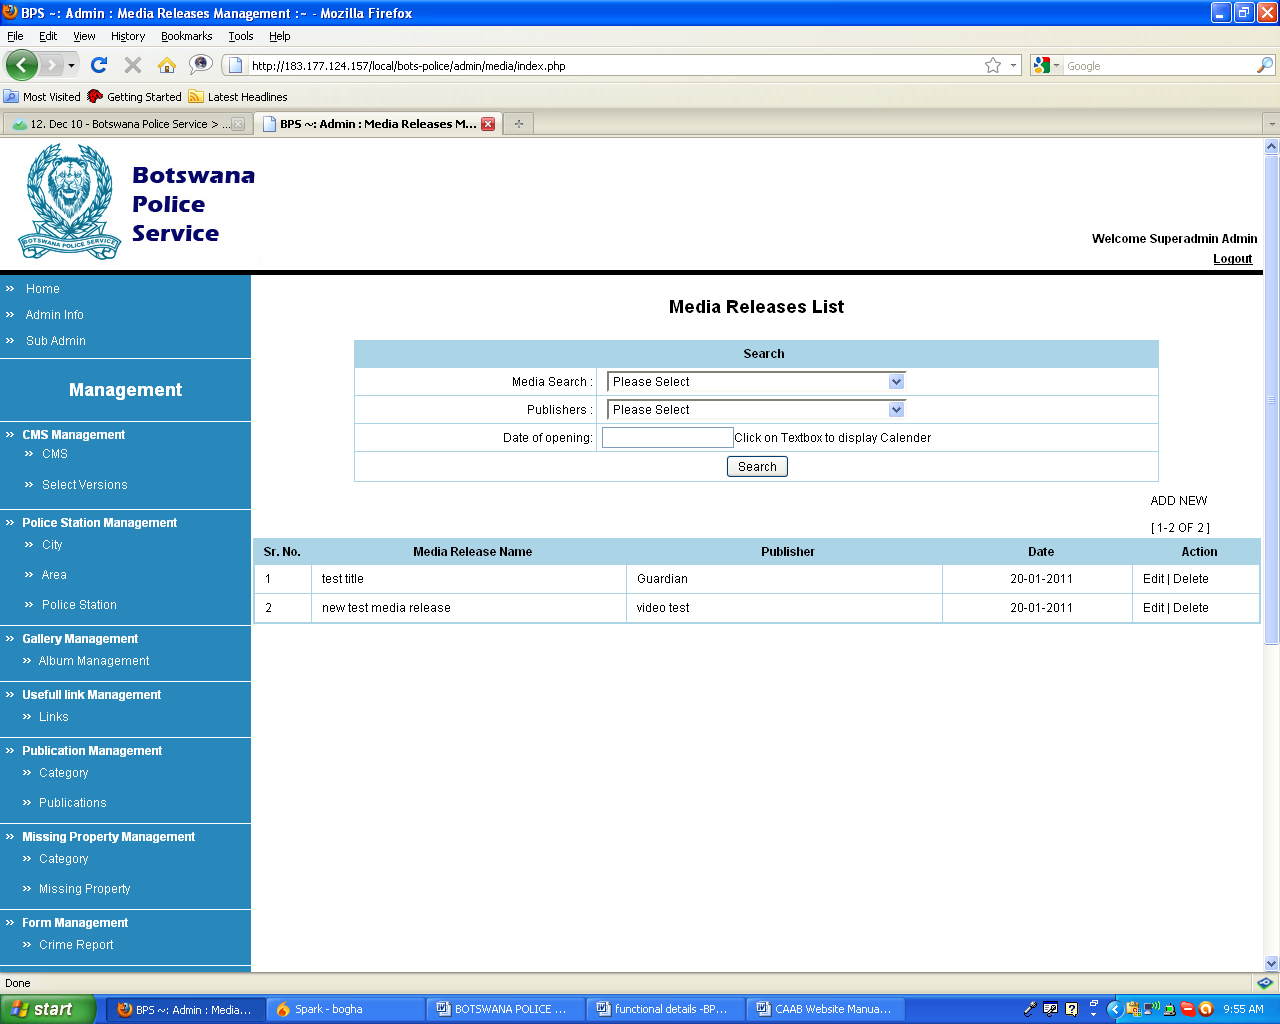 BPS ~: Admin : Media Releases Management :~ - Mozilla Firefox
File Edit View History Bookmarks Tools Help
http://183.177.124.157/local/bots-police/admin/media/index.php
Google
Most Visited Getting Started Latest Headlines
12. Dec 10 - Botswana Police Service > ...
BPS ~: Admin : Media Releases M...
Botswana
Police
Service
BOTSWANA POLICE SERVICE
Welcome Superadmin Admin
Logout
Home
Admin Info
Sub Admin
Management
CMS Management
CMS
Select Versions
Police Station Management
City
Area
Police Station
Gallery Management
Album Management
Usefull link Management
Links
Publication Management
Category
Publications
Missing Property Management
Category
Missing Property
Form Management
Crime Report
Media Releases List
Search
Media Search : Please Select
Publishers : Please Select
Date of opening: Click on Textbox to display Calender
Search
ADD NEW
[ 1-2 OF 2 ]
Sr. No. Media Release Name Publisher Date Action
1 test title Guardian 20-01-2011 Edit | Delete
2 new test media release video test 20-01-2011 Edit | Delete
Done
start BPS ~: Admin : Media... Spark - bogha BOTSWANA POLICE ... functional details -BP... CAAB Website Manua... 9:55 AM